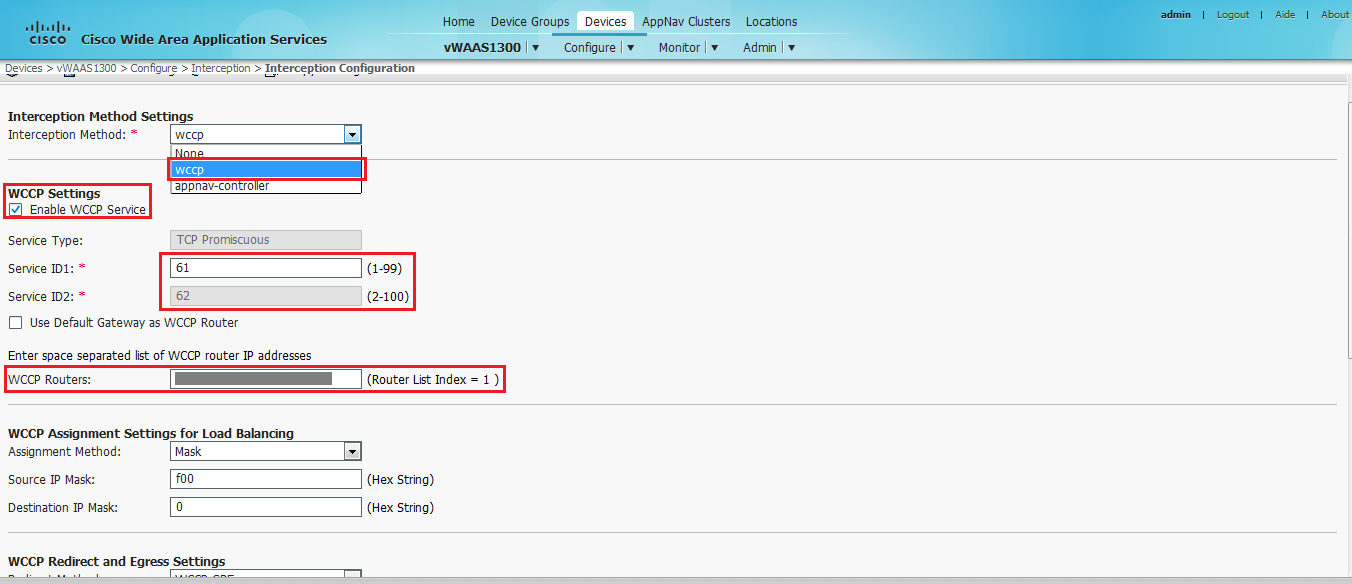 Home Device Groups Devices AppNav Clusters Locations
admin | Logout | Aide | About
CISCO Cisco Wide Area Application Services
vWAAS1300 | Configure | Monitor | Admin |
Devices > vWAAS1300 > Configure > Interception > Interception Configuration
Interception Method Settings
Interception Method: * wccp
None
wccp
appnav-controller
WCCP Settings
Enable WCCP Service
Service Type: TCP Promiscuous
Service ID1: * 61 (1-99)
Service ID2: * 62 (2-100)
Use Default Gateway as WCCP Router
Enter space separated list of WCCP router IP addresses
WCCP Routers: (Router List Index = 1 )
WCCP Assignment Settings for Load Balancing
Assignment Method: Mask
Source IP Mask: f00 (Hex String)
Destination IP Mask: 0 (Hex String)
WCCP Redirect and Egress Settings